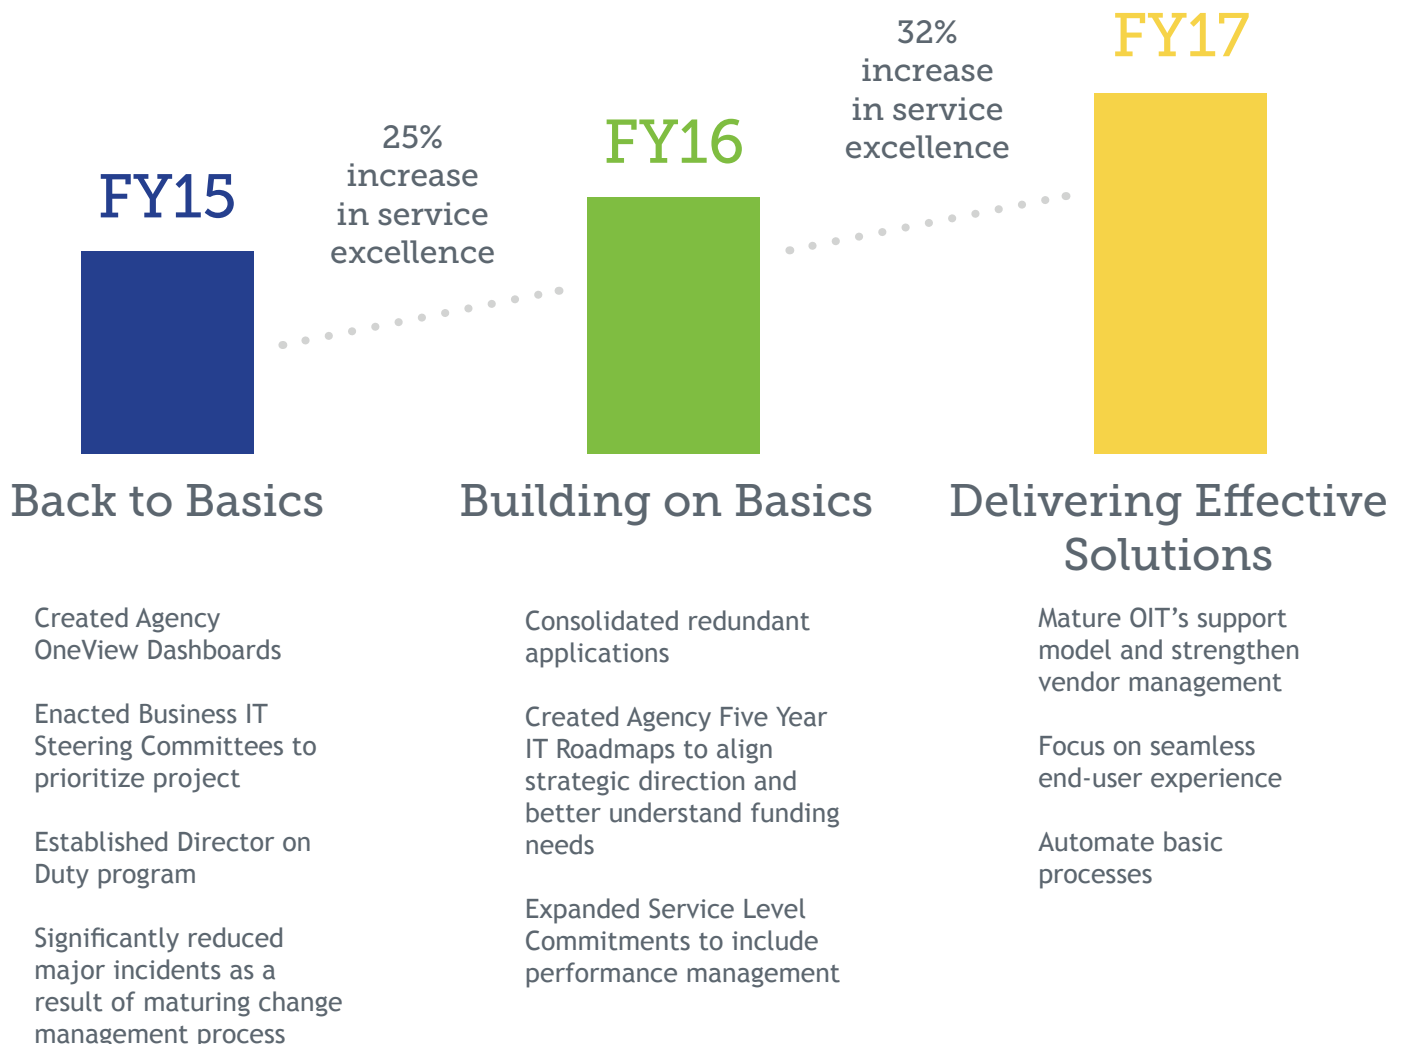 FY15
25%
increase
in service
excellence
FY16
32%
increase
in service
excellence
FY17
Back to Basics
Created Agency
OneView Dashboards
Enacted Business IT
Steering Committees to
prioritize project
Established Director on
Duty program
Significantly reduced
major incidents as a
result of maturing change
management process
Building on Basics
Consolidated redundant
applications
Created Agency Five Year
IT Roadmaps to align
strategic direction and
better understand funding
needs
Expanded Service Level
Commitments to include
performance management
Delivering Effective
Solutions
Mature OIT's support
model and strengthen
vendor management
Focus on seamless
end-user experience
Automate basic
processes